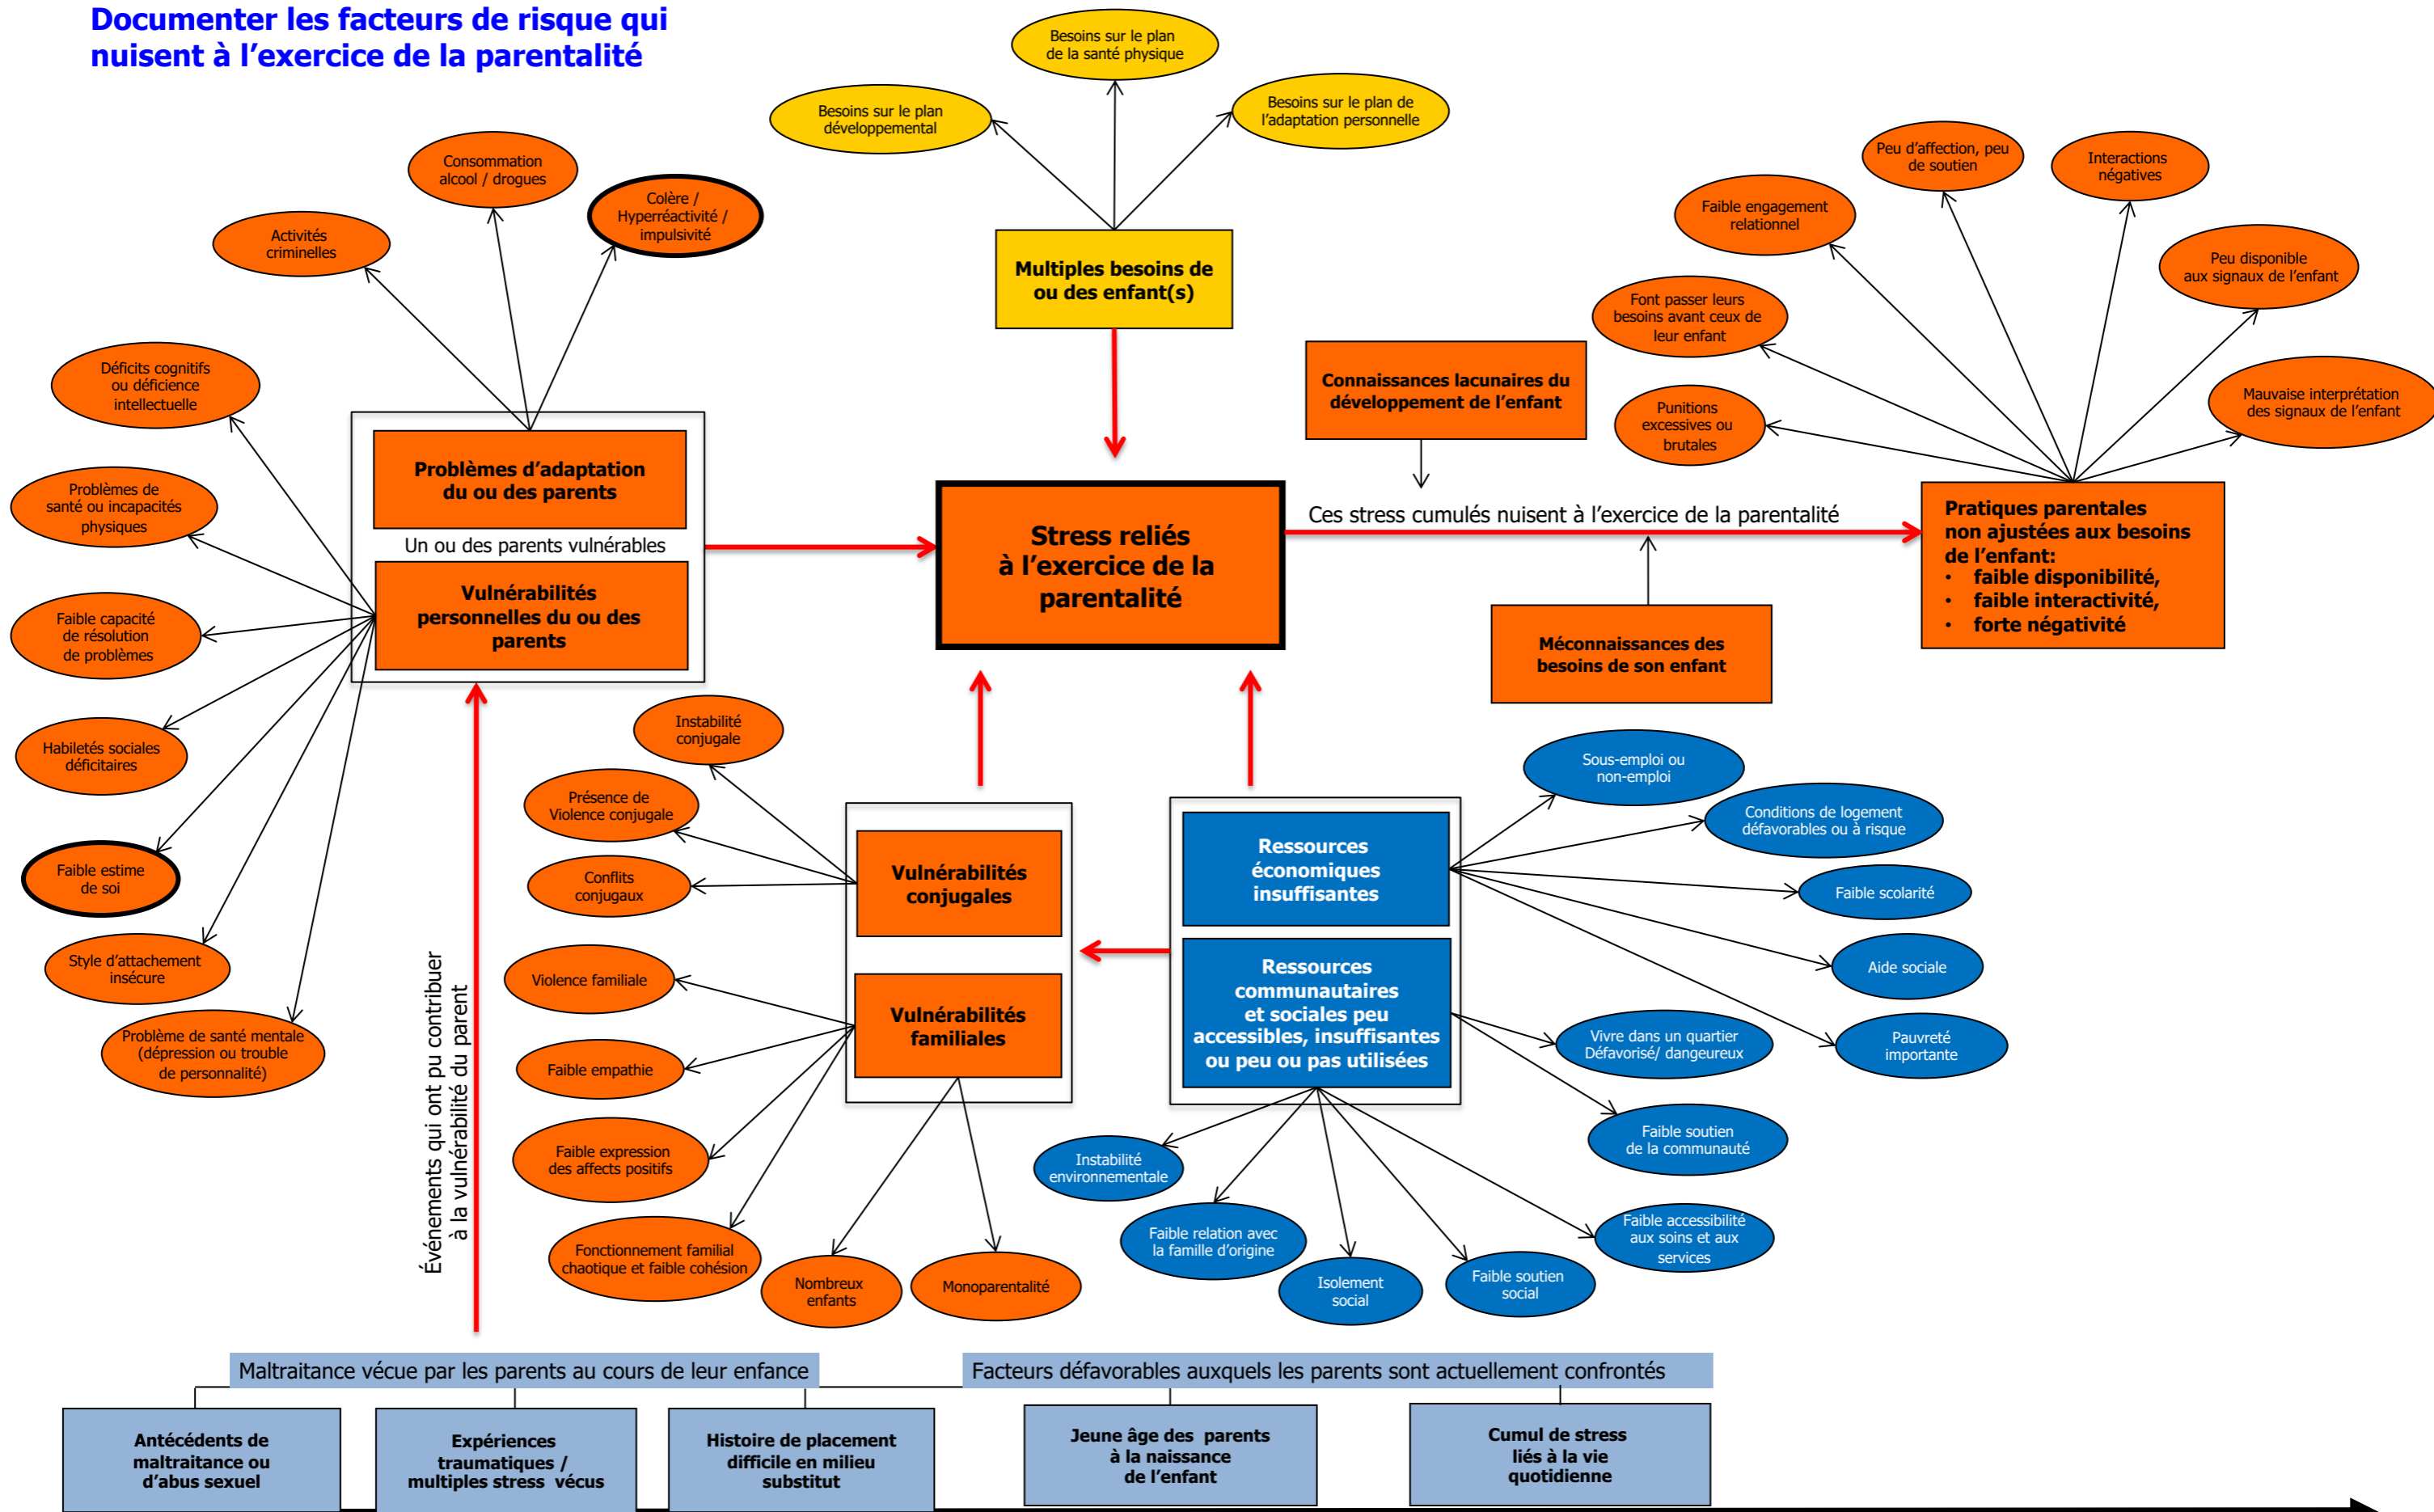 Documenter les facteurs de risque qui
nuisent à l’exercice de la parentalité
Besoins sur le plan
de la santé physique
Besoins sur le plan
développemental
Besoins sur le plan de
l’adaptation personnelle
Multiples besoins de
ou des enfant(s)
Consommation
alcool / drogues
Colère /
Hyperréactivité /
impulsivité
Activités
criminelles
Déficits cognitifs
ou déficience
intellectuelle
Problèmes de
santé ou incapacités
physiques
Faible capacité
de résolution
de problèmes
Habiletés sociales
déficitaires
Faible estime
de soi
Style d’attachement
insécure
Problème de santé mentale
(dépression ou trouble
de personnalité)
Problèmes d’adaptation
du ou des parents
Un ou des parents vulnérables
Vulnérabilités
personnelles du ou des
parents
Stress reliés
à l’exercice de la
parentalité
Connaissances lacunaires du
développement de l’enfant
Ces stress cumulés nuisent à l’exercice de la parentalité
Méconnaissances des
besoins de son enfant
Peu d’affection, peu
de soutien
Interactions
négatives
Faible engagement
relationnel
Peu disponible
aux signaux de l’enfant
Font passer leurs
besoins avant ceux de
leur enfant
Mauvaise interprétation
des signaux de l’enfant
Punitions
excessives ou
brutales
Pratiques parentales
non ajustées aux besoins
de l’enfant:
• faible disponibilité,
• faible interactivité,
• forte négativité
Instabilité
conjugale
Présence de
Violence conjugale
Conflits
conjugaux
Violence familiale
Faible empathie
Faible expression
des affects positifs
Fonctionnement familial
chaotique et faible cohésion
Nombreux
enfants
Monoparentalité
Vulnérabilités
conjugales
Vulnérabilités
familiales
Ressources
économiques
insuffisantes
Ressources
communautaires
et sociales peu
accessibles, insuffisantes
ou peu ou pas utilisées
Sous-emploi ou
non-emploi
Conditions de logement
défavorables ou à risque
Faible scolarité
Aide sociale
Pauvreté
importante
Vivre dans un quartier
Défavorisé/ dangeureux
Faible soutien
de la communauté
Instabilité
environnementale
Faible relation avec
la famille d’origine
Isolement
social
Faible soutien
social
Faible accessibilité
aux soins et aux
services
Événements qui ont pu contribuer
à la vulnérabilité du parent
Maltraitance vécue par les parents au cours de leur enfance
Facteurs défavorables auxquels les parents sont actuellement confrontés
Antécédents de
maltraitance ou
d’abus sexuel
Expériences
traumatiques /
multiples stress vécus
Histoire de placement
difficile en milieu
substitut
Jeune âge des parents
à la naissance
de l’enfant
Cumul de stress
liés à la vie
quotidienne